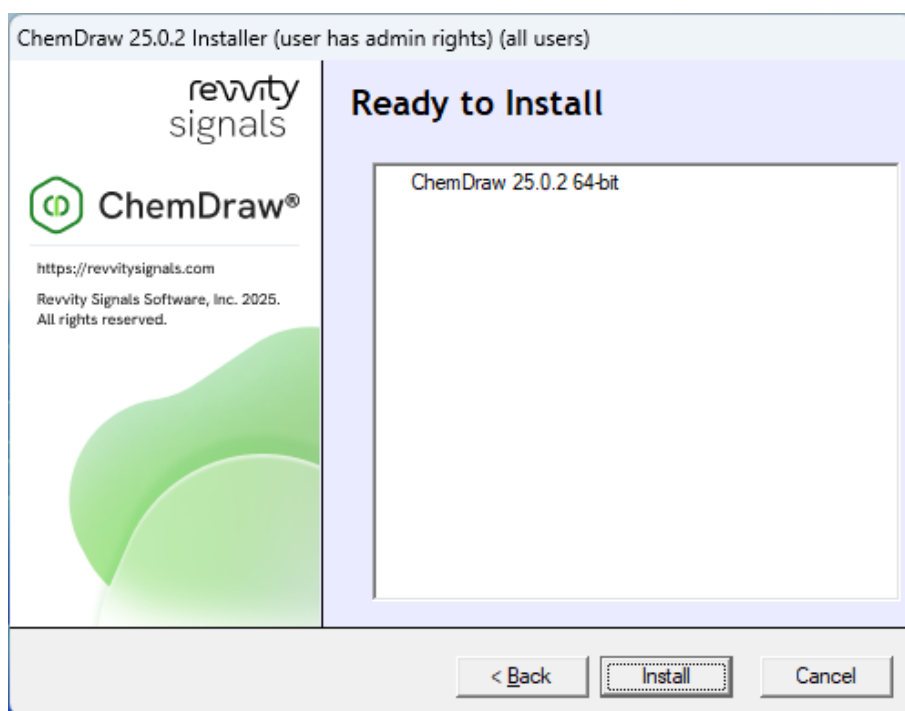 ChemDraw 25.0.2 Installer (user has admin rights) (all users)
revvity
signals
ChemDraw®
https://revvitysignals.com
Revvity Signals Software, Inc. 2025.
All rights reserved.
Ready to Install
ChemDraw 25.0.2 64-bit
< Back
Install
Cancel